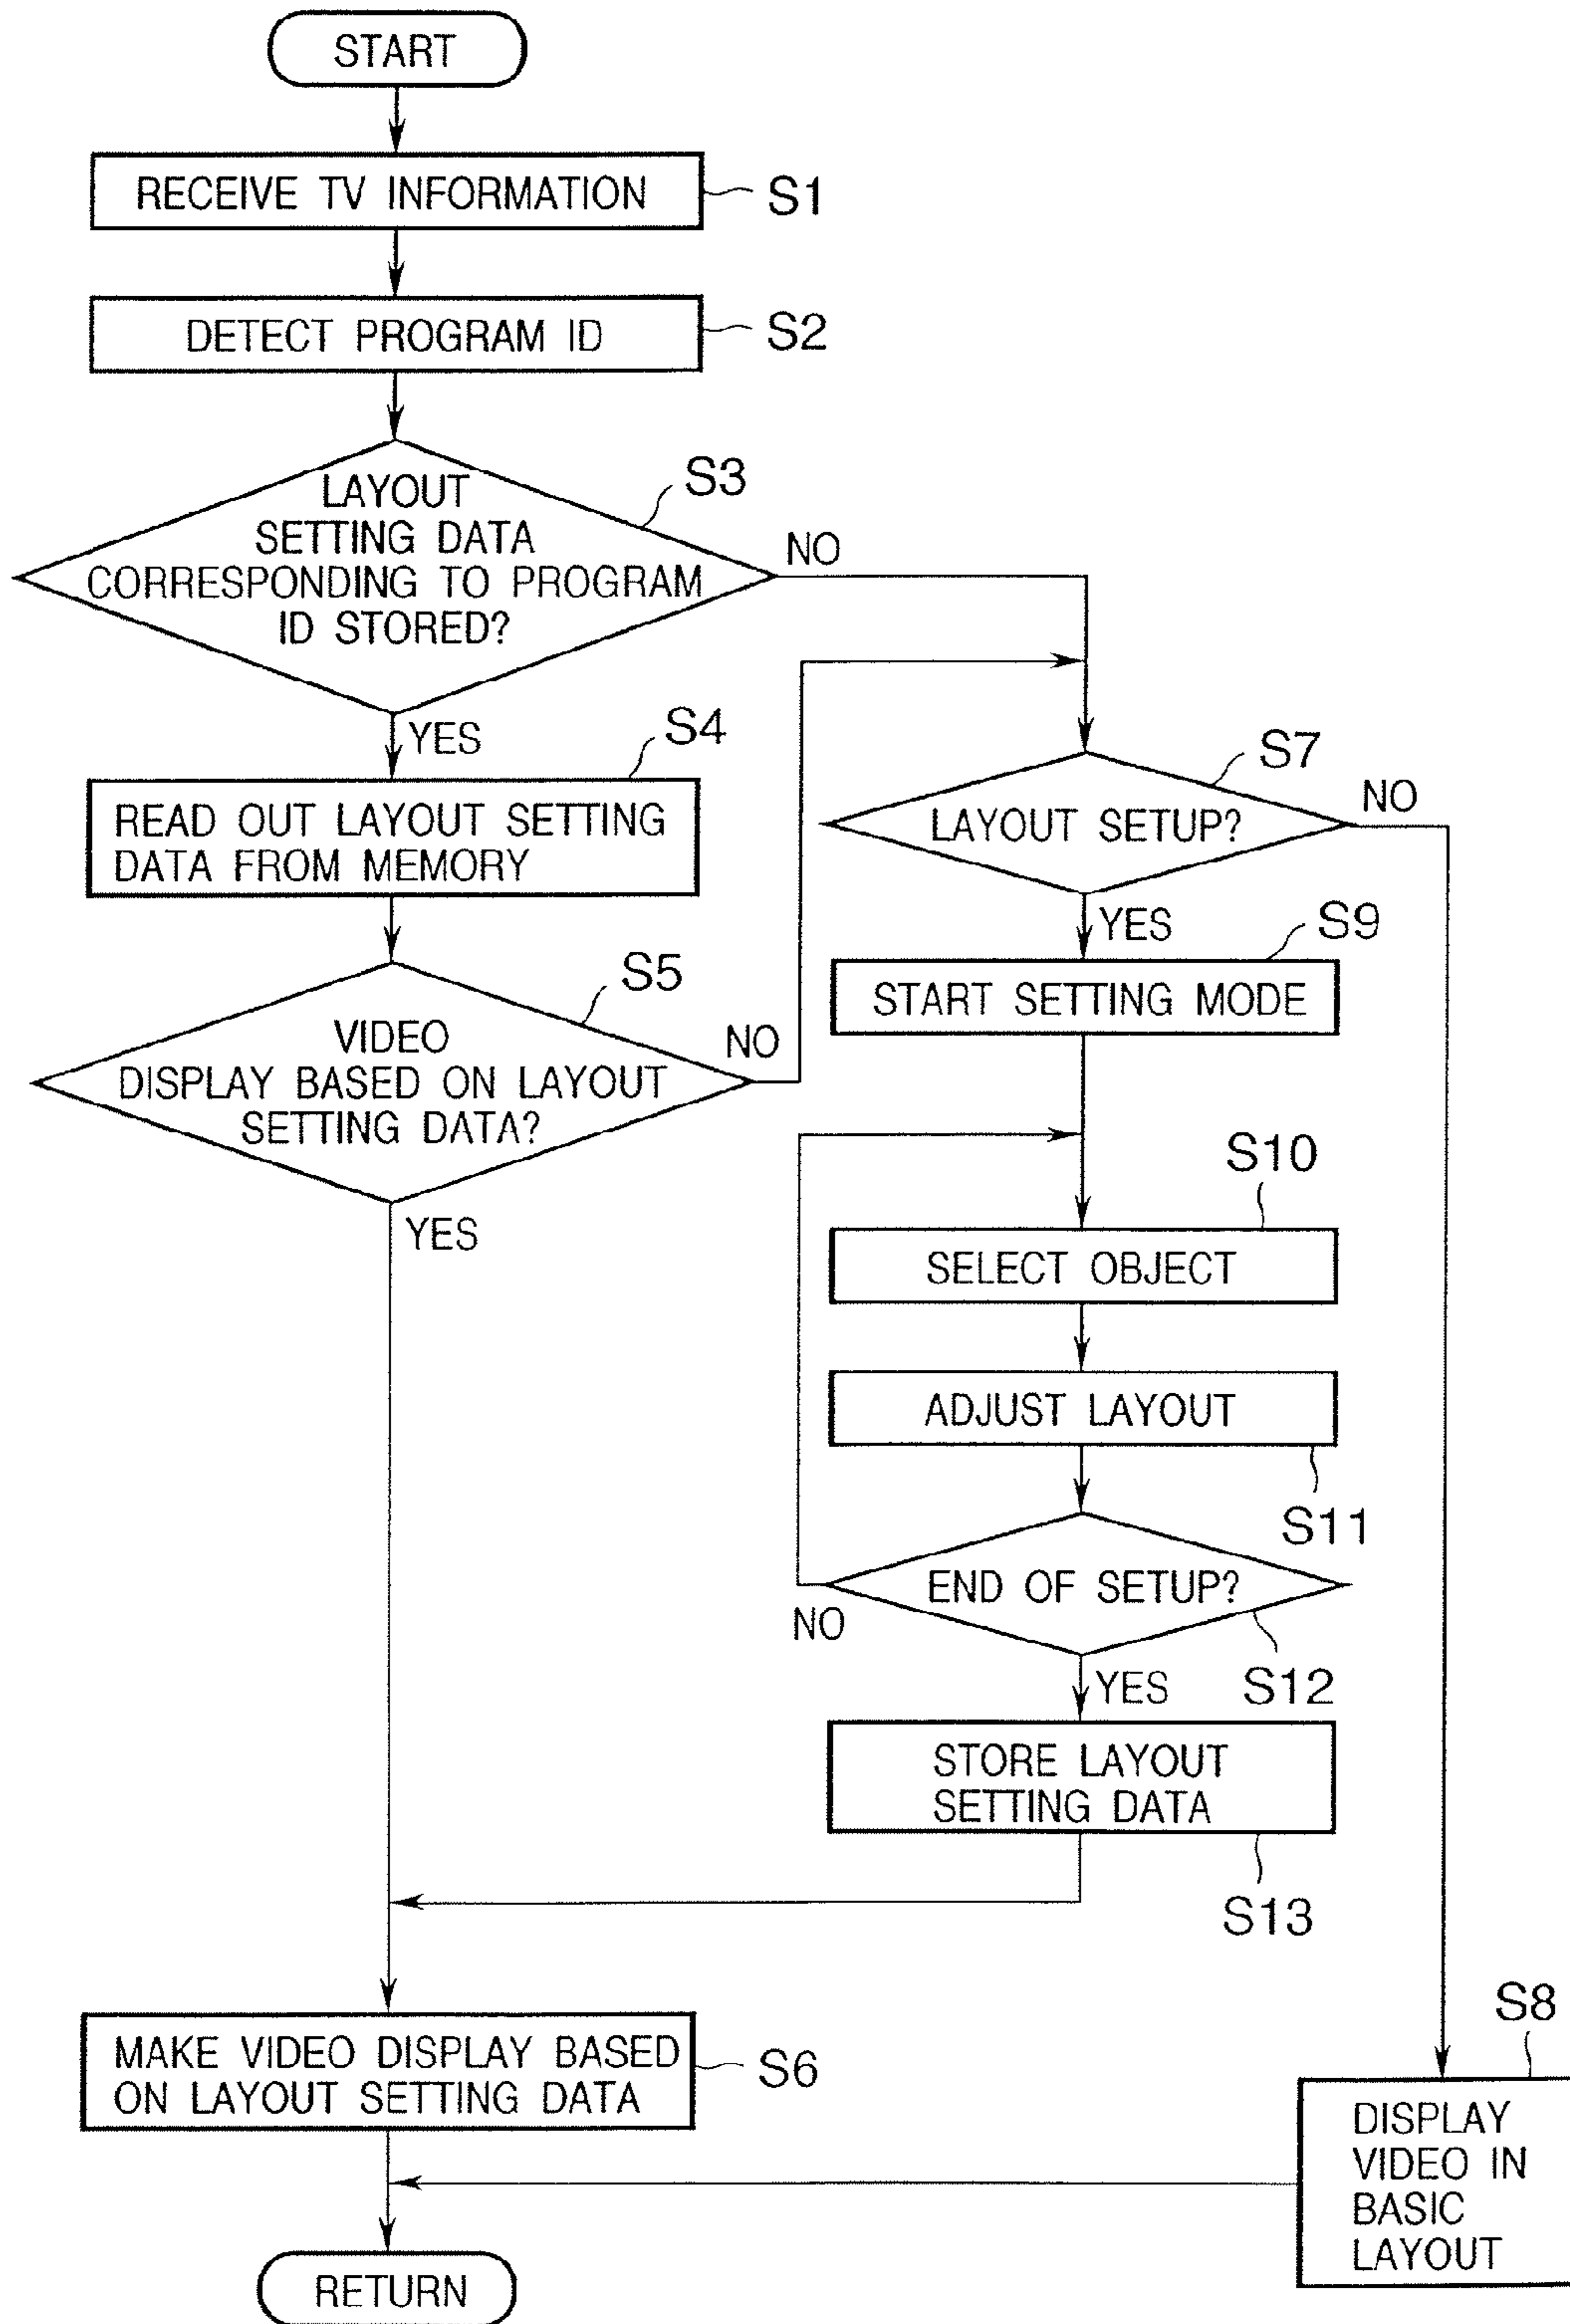 START
RECEIVE TV INFORMATION
S1
DETECT PROGRAM ID
S2
LAYOUT
SETTING DATA
CORRESPONDING TO PROGRAM
ID STORED?
S3
NO
YES
S4
READ OUT LAYOUT SETTING
DATA FROM MEMORY
S5
VIDEO
DISPLAY BASED ON LAYOUT
SETTING DATA?
NO
YES
S7
LAYOUT SETUP?
NO
YES
S9
START SETTING MODE
S10
SELECT OBJECT
ADJUST LAYOUT
S11
END OF SETUP?
NO
S12
YES
STORE LAYOUT
SETTING DATA
S13
MAKE VIDEO DISPLAY BASED
ON LAYOUT SETTING DATA
S6
S8
DISPLAY
VIDEO IN
BASIC
LAYOUT
RETURN